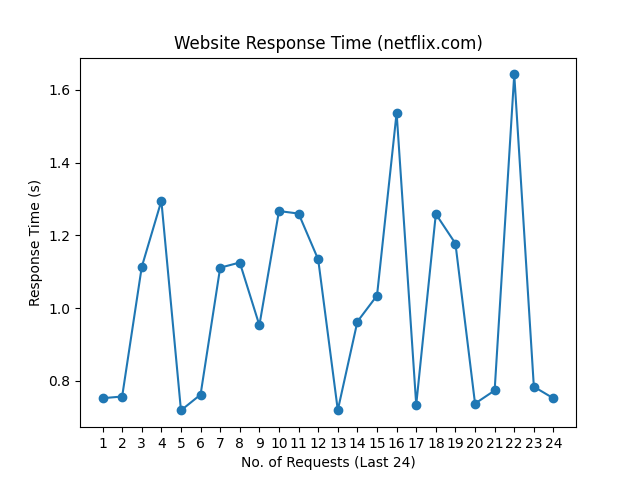 Website Response Time (netflix.com)
1.6
1.4
1.2
1.0
0.8
Response Time (s)
1 2 3 4 5 6 7 8 9 10 11 12 13 14 15 16 17 18 19 20 21 22 23 24
No. of Requests (Last 24)